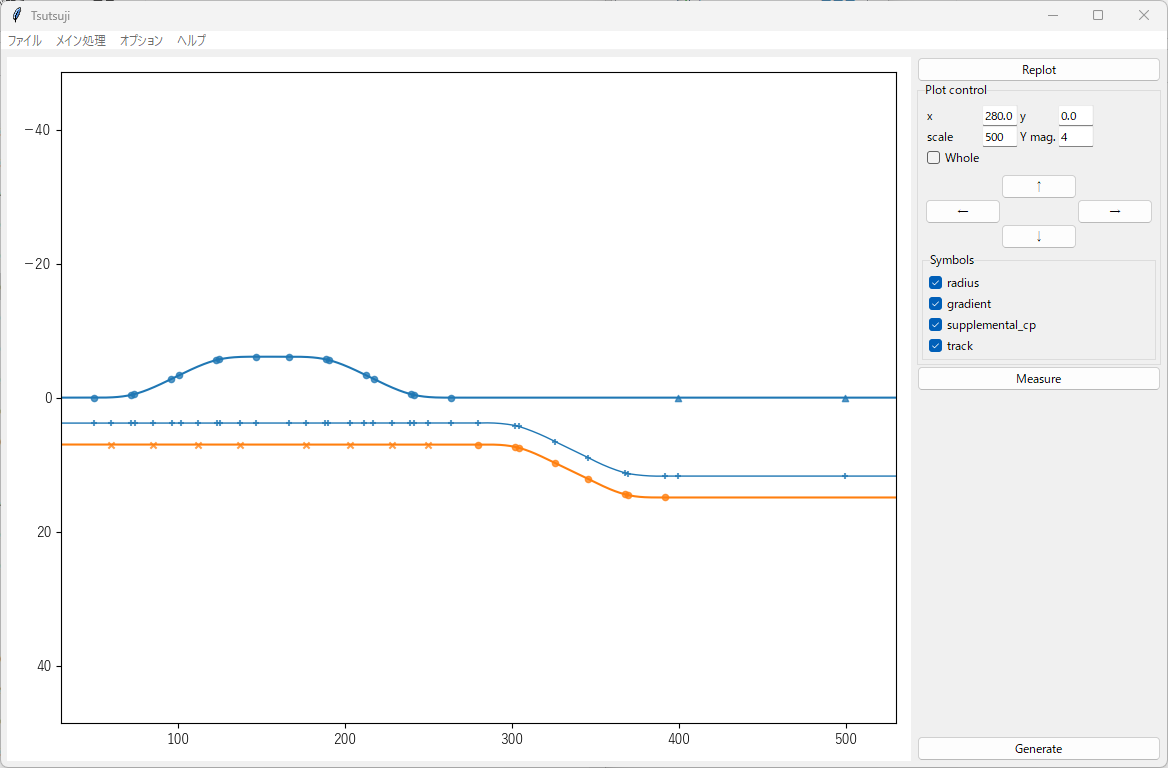 Tsutsuji
ファイル メイン処理 オプション ヘルプ
Replot
Plot control
x 280.0 y 0.0
scale 500 Y mag. 4
Whole
↑
← →
↓
Symbols
radius
gradient
supplemental_cp
track
Measure
Generate
−40
−20
0
20
40
100 200 300 400 500